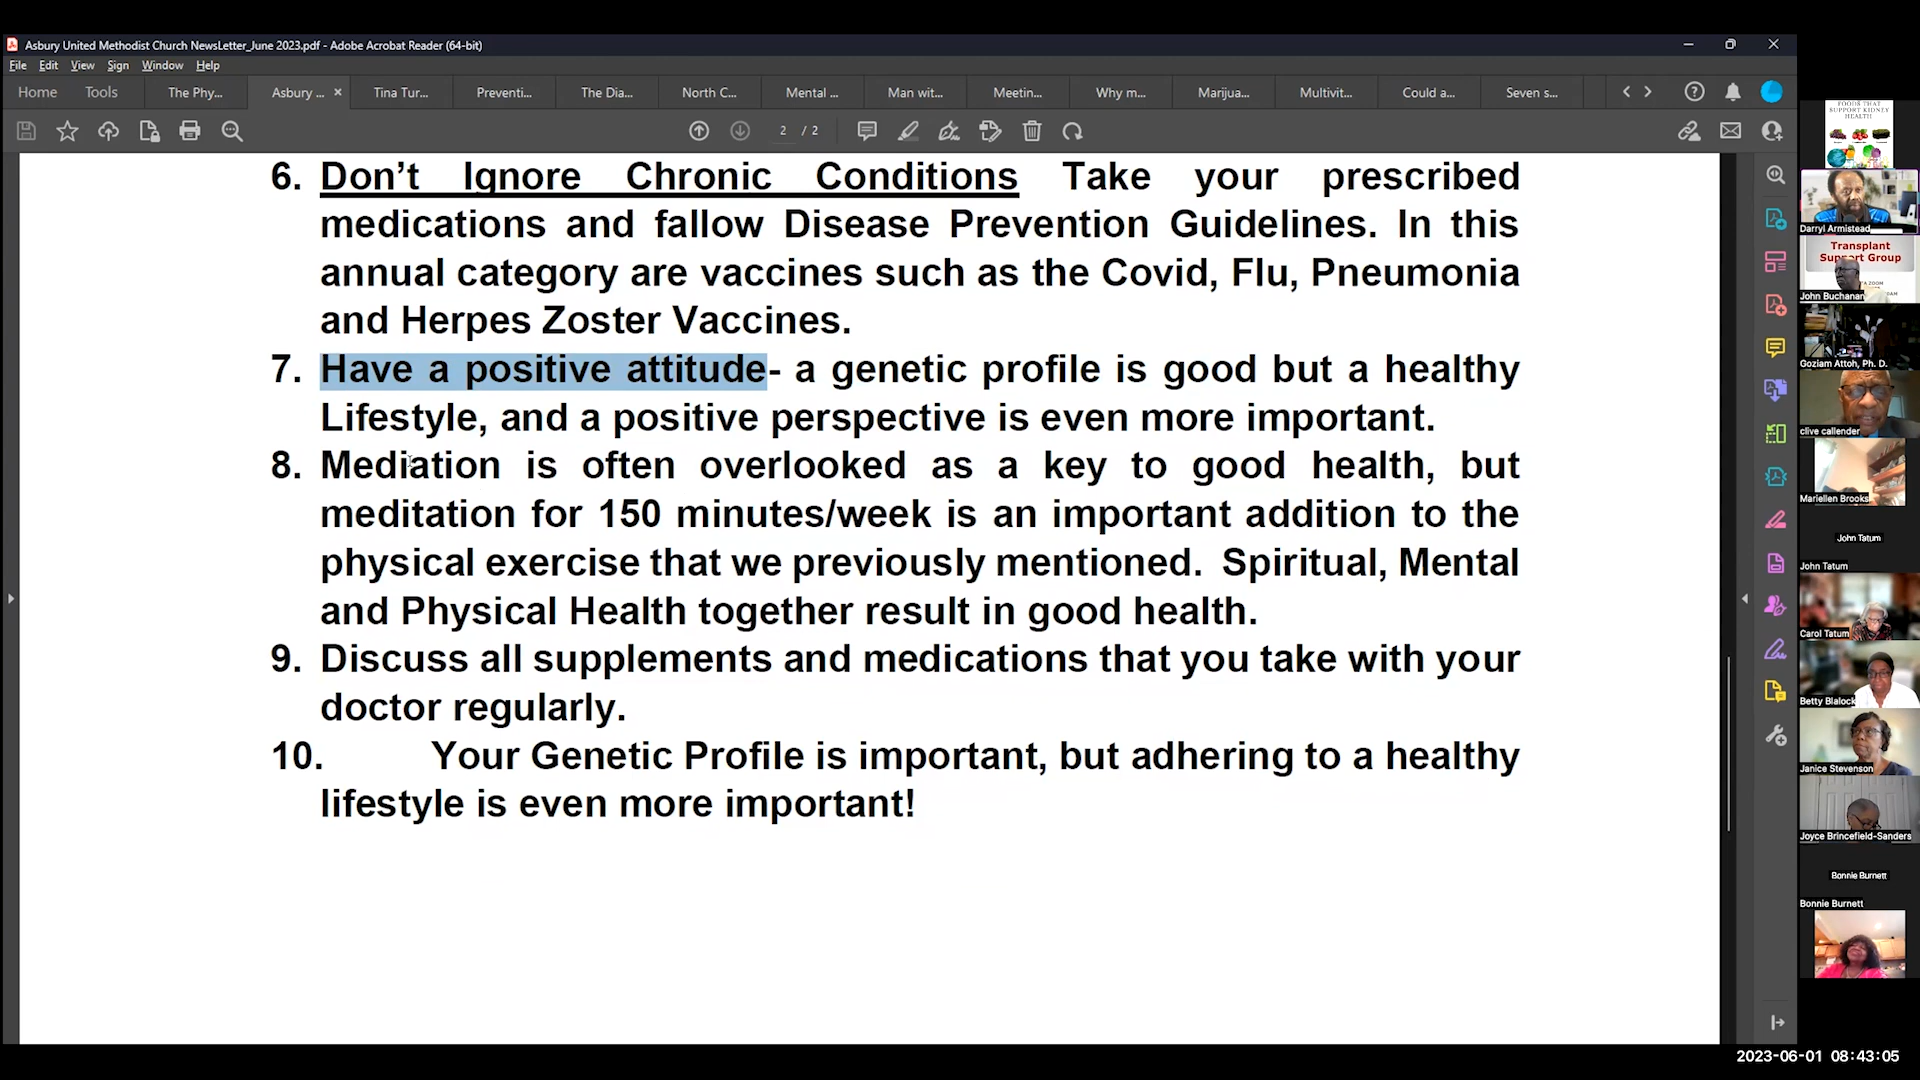 Asbury United Methodist Church NewsLetter_June 2023.pdf - Adobe Acrobat Reader (64-bit)
File Edit View Sign Window Help
Home Tools The Phy... Asbury ... × Tina Tur... Preventi... The Dia... North C... Mental ... Man wit... Meetin... Why m... Marijua... Multivit... Could a... Seven s...
2 / 2
6. Don't Ignore Chronic Conditions Take your prescribed
medications and fallow Disease Prevention Guidelines. In this
annual category are vaccines such as the Covid, Flu, Pneumonia
and Herpes Zoster Vaccines.
7. Have a positive attitude- a genetic profile is good but a healthy
Lifestyle, and a positive perspective is even more important.
8. Mediation is often overlooked as a key to good health, but
meditation for 150 minutes/week is an important addition to the
physical exercise that we previously mentioned. Spiritual, Mental
and Physical Health together result in good health.
9. Discuss all supplements and medications that you take with your
doctor regularly.
10. Your Genetic Profile is important, but adhering to a healthy
lifestyle is even more important!
FOODS THAT
SUPPORT KIDNEY
HEALTH
Darryl Armistead
Transplant
Support Group
John Buchanan
Goziam Attoh, Ph. D.
clive callender
Mariellen Brooks
John Tatum
John Tatum
Carol Tatum
Betty Blalock
Janice Stevenson
Joyce Brincefield-Sanders
Bonnie Burnett
Bonnie Burnett
2023-06-01 08:43:05